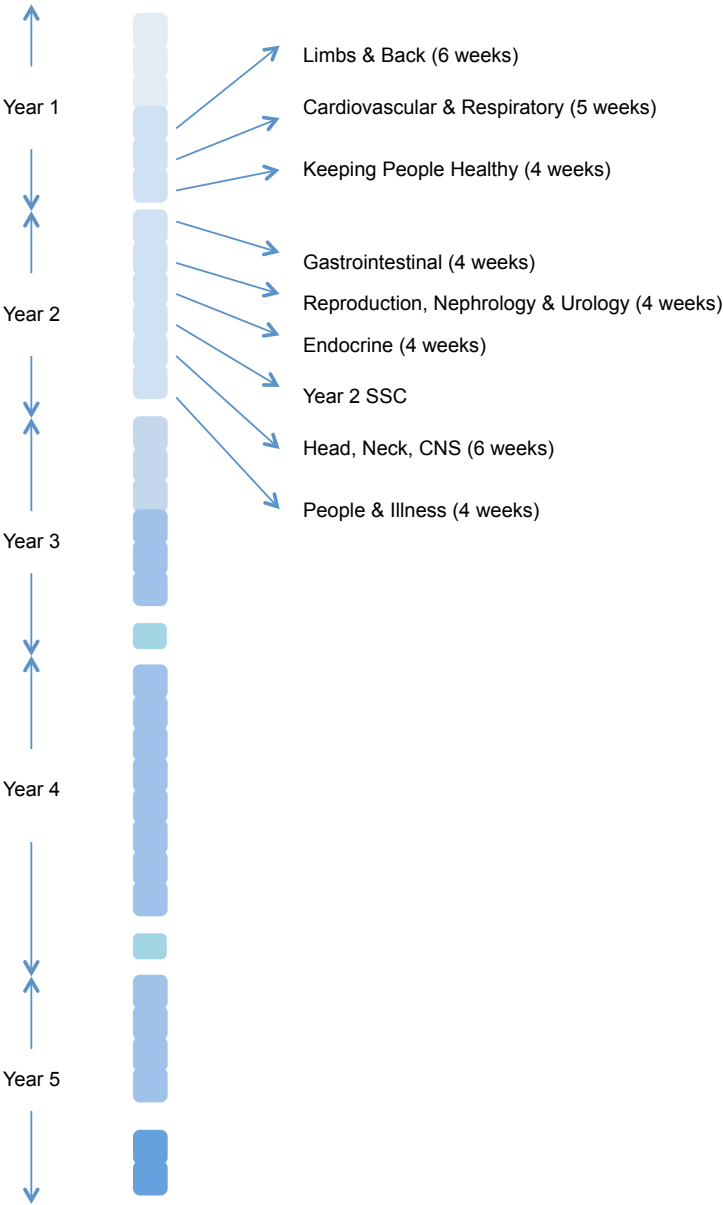 Year 1
Limbs & Back (6 weeks)
Cardiovascular & Respiratory (5 weeks)
Keeping People Healthy (4 weeks)
Year 2
Gastrointestinal (4 weeks)
Reproduction, Nephrology & Urology (4 weeks)
Endocrine (4 weeks)
Year 2 SSC
Head, Neck, CNS (6 weeks)
People & Illness (4 weeks)
Year 3
Year 4
Year 5